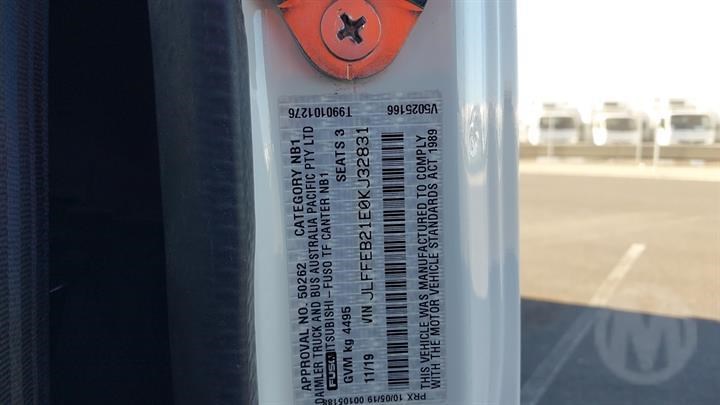 APPROVAL NO. 50262 CATEGORY NB1 T990101276
DAIMLER TRUCK AND BUS AUSTRALIA PACIFIC PTY LTD
FUSO MITSUBISHI-FUSO TF CANTER NB1
GVM kg 4495 SEATS 3
11/19 VIN JLFFEB21E0KJ32831
V5025166
THIS VEHICLE WAS MANUFACTURED TO COMPLY
WITH THE MOTOR VEHICLE STANDARDS ACT 1989
PRX 10/05/19 00105188
M